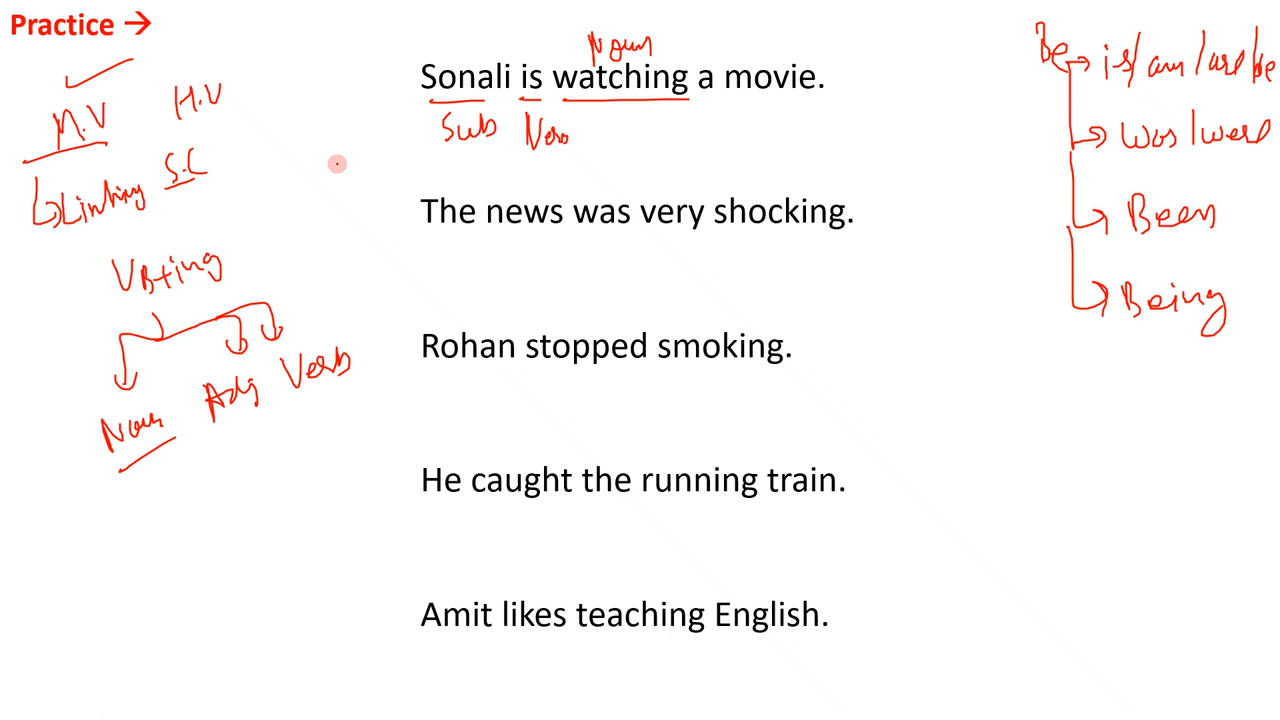 Practice →
Noun
Sonali is watching a movie.
Sub Verb
M.V H.V
Linking S.C
VB+ing
Noun Adj Verb
The news was very shocking.
Rohan stopped smoking.
He caught the running train.
Amit likes teaching English.
Be → is/am/are/be
→ was/were
→ Been
→ Being